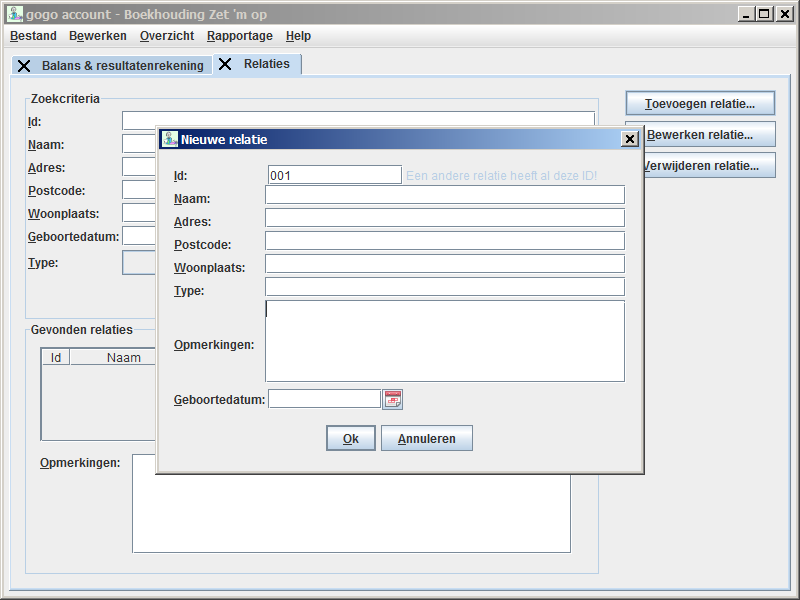 gogo account - Boekhouding Zet 'm op
Bestand Bewerken Overzicht Rapportage Help
Balans & resultatenrekening Relaties
Zoekcriteria
Id:
Naam:
Adres:
Postcode:
Woonplaats:
Geboortedatum:
Type:
Toevoegen relatie...
Bewerken relatie...
Verwijderen relatie...
Gevonden relaties
Id Naam
Opmerkingen:
Nieuwe relatie
Id: 001 Een andere relatie heeft al deze ID!
Naam:
Adres:
Postcode:
Woonplaats:
Type:
Opmerkingen:
Geboortedatum:
Ok Annuleren